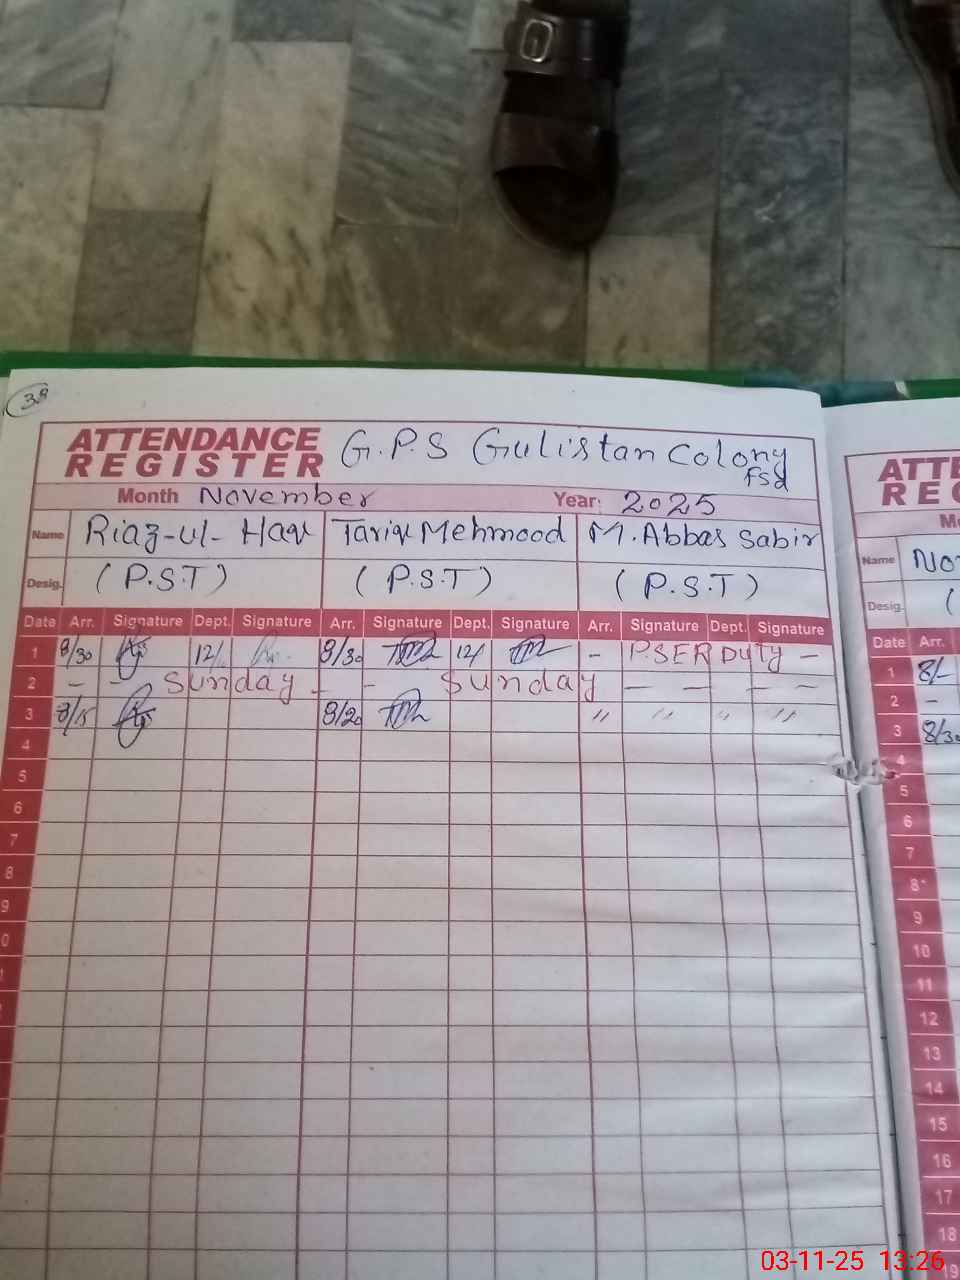 38
ATTENDANCE REGISTER G.P.S Gulistan Colony Fsd
Month November Year: 2025
Name Riaz-ul-Haq Tariq Mehmood M. Abbas Sabir
Desig. (P.S.T) (P.S.T) (P.S.T)
Date Arr. Signature Dept. Signature Arr. Signature Dept. Signature Arr. Signature Dept. Signature
1 8/30 12/ 8/30 12/ - P.S.E.R Duty -
2 - - Sunday - - Sunday - - - - -
3 8/15 8/20 " " " "
4
5
6
7
8
9
0
1
ATTE
REG
Name
Desig. (
Date Arr.
1 8/-
2 -
3 8/30
4
5
6
7
8
9
10
11
12
13
14
15
16
17
18
19
03-11-25 13:26